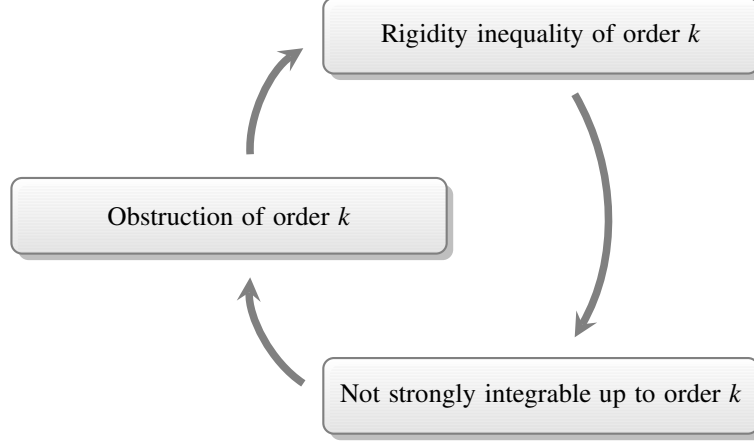 Rigidity inequality of order k
Obstruction of order k
Not strongly integrable up to order k